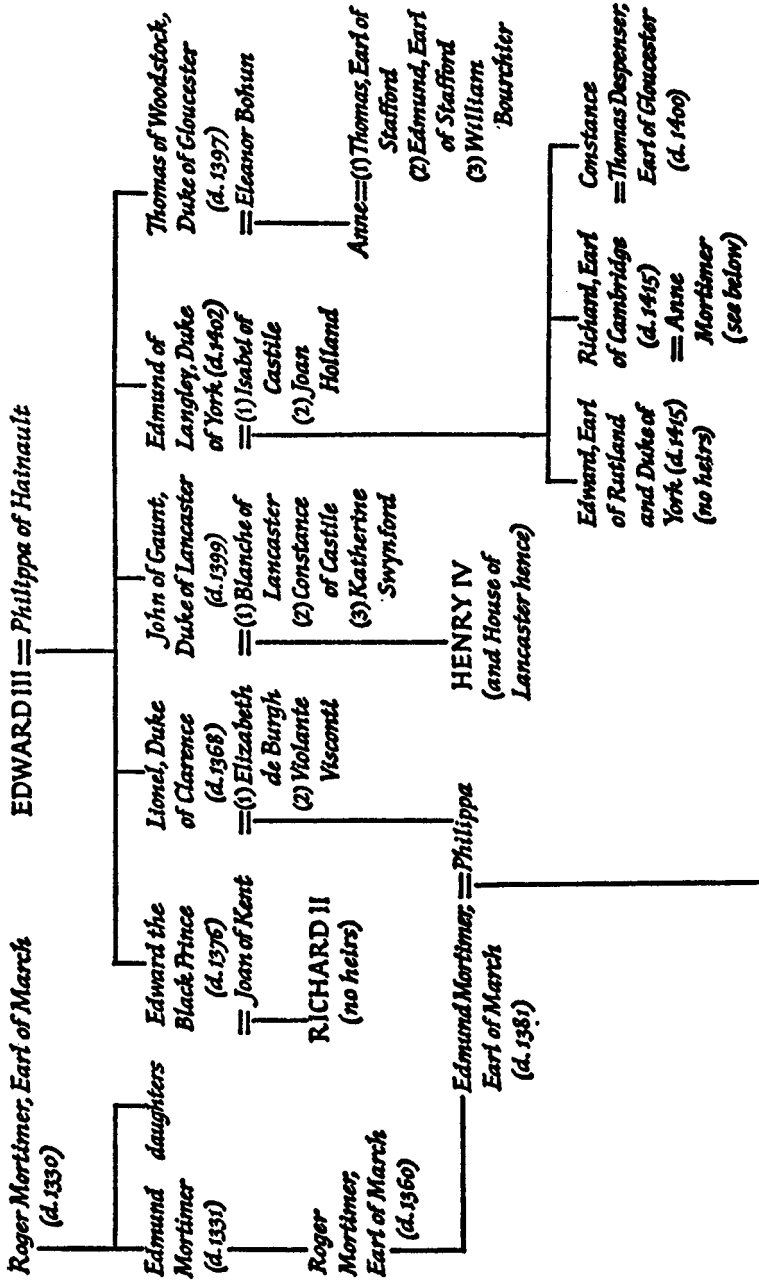 Roger Mortimer, Earl of March
(d.1330)
EDWARD III = Philippa of Hainault
Edmund
Mortimer
(d.1331)
daughters
Edward the
Black Prince
(d.1376)
= Joan of Kent
Lionel, Duke
of Clarence
(d.1368)
=(1) Elizabeth
de Burgh
(2) Violante
Visconti
John of Gaunt,
Duke of Lancaster
(d.1399)
=(1) Blanche of
Lancaster
(2) Constance
of Castile
(3) Katherine
Swynford
Edmund of
Langley, Duke
of York (d.1402)
=(1) Isabel of
Castile
(2) Joan
Holland
Thomas of Woodstock,
Duke of Gloucester
(d.1397)
=Eleanor Bohun
Roger
Mortimer,
Earl of March
(d.1360)
RICHARD II
(no heirs)
Anne=(1) Thomas, Earl of
Stafford
(2) Edmund, Earl
of Stafford
(3) William
Bourchier
Edmund Mortimer, = Philippa
Earl of March
(d.1381)
HENRY IV
(and House of
Lancaster hence)
Edward, Earl
of Rutland
and Duke of
York (d.1415)
(no heirs)
Richard, Earl
of Cambridge
(d.1415)
= Anne
Mortimer
(see below)
Constance
=Thomas Despenser,
Earl of Gloucester
(d.1400)